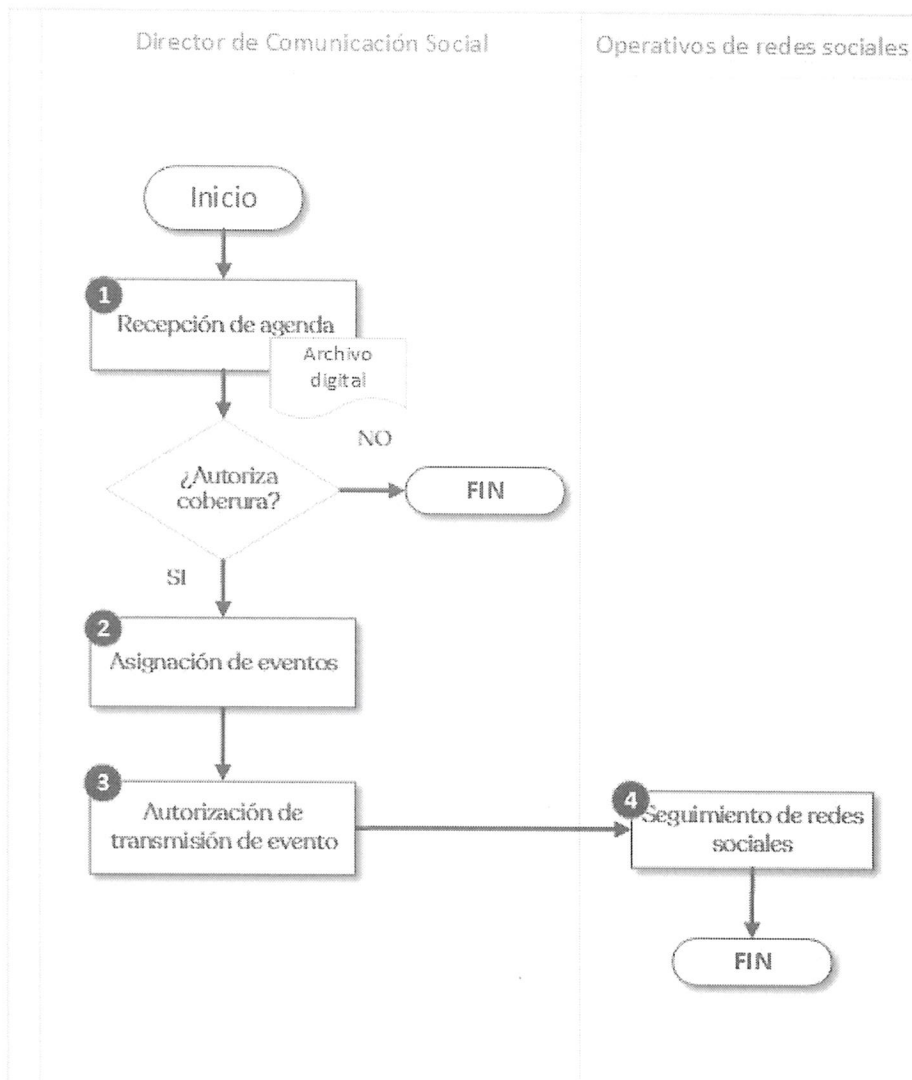 Director de Comunicación Social
Operativos de redes sociales
Inicio
1
Recepción de agenda
Archivo
digital
NO
¿Autoriza
coberura?
FIN
SI
2
Asignación de eventos
3
Autorización de
transmisión de evento
4
Seguimiento de redes
sociales
FIN